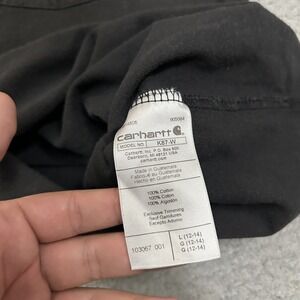 carhartt
MODEL NO. K87-W
Carhartt, Inc. P.O. Box 600
Dearborn, MI 48121 USA
carhartt.com
Made in Guatemala
Fabriqué au Guatemala
Hecho en Guatemala
100% Cotton
100% Coton
100% Algodón
Exclusive Trimming
Sauf Garnitures
Excepto Adornos
103067 001
L (12-14)
G (12-14)
G (12-14)